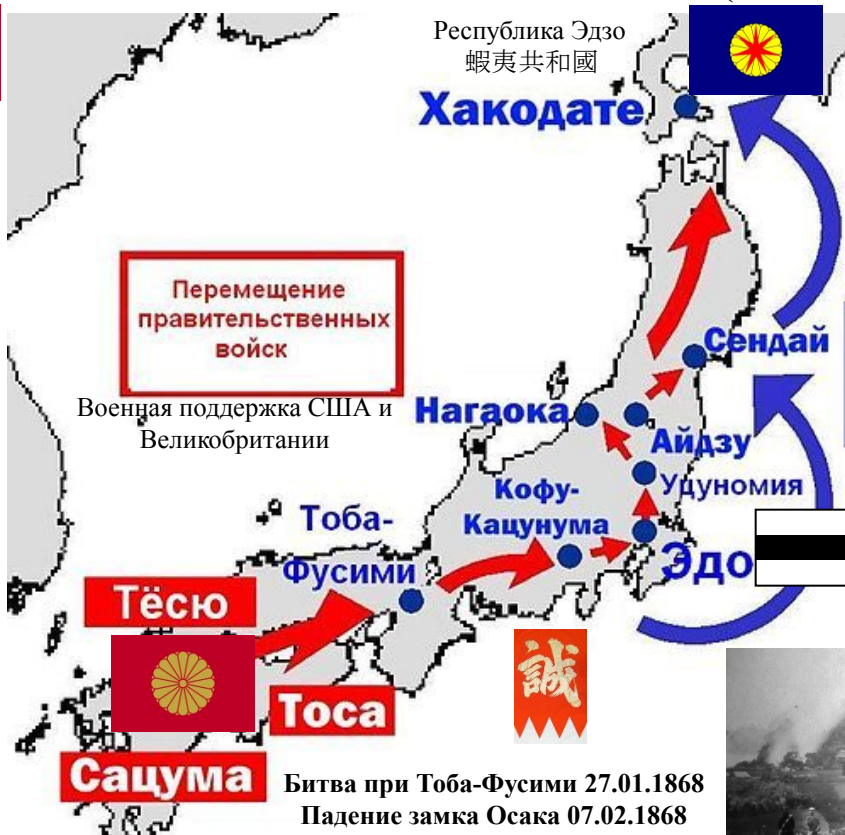 Республика Эдзо
蝦夷共和國
Хакодате
Перемещение
правительственных
войск
Военная поддержка США и
Великобритании
Сендай
Нагаока
Айдзу
Уцуномия
Кофу-
Кацунума
Тоба-
Фусими
Эдо
Тёсю
誠
Тоса
Сацума
Битва при Тоба-Фусими 27.01.1868
Падение замка Осака 07.02.1868